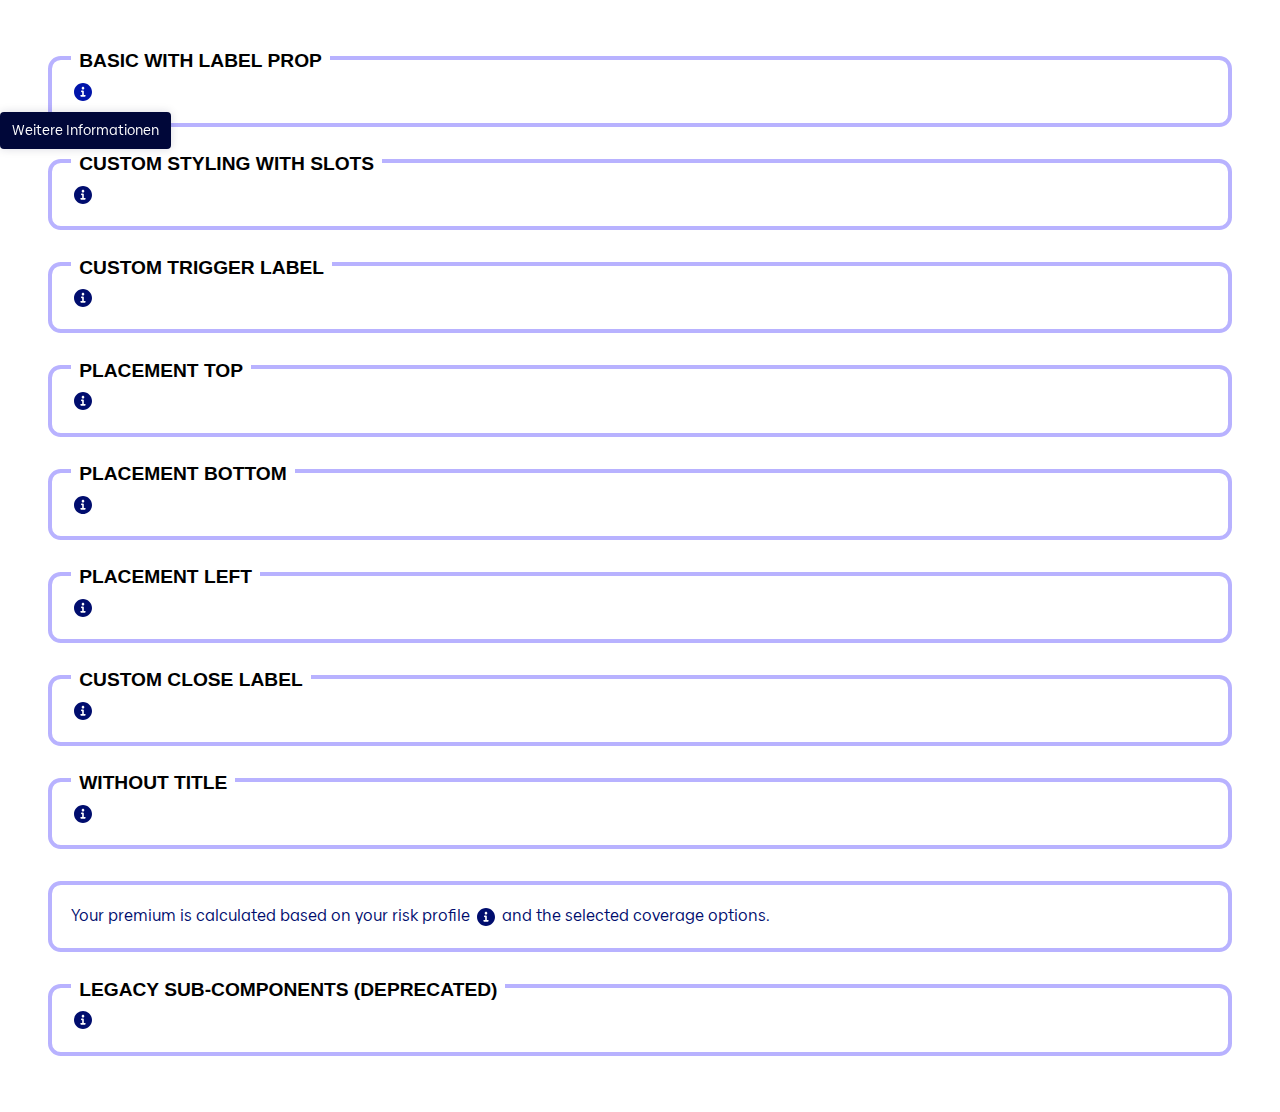 BASIC WITH LABEL PROP
Weitere Informationen
CUSTOM STYLING WITH SLOTS
CUSTOM TRIGGER LABEL
PLACEMENT TOP
PLACEMENT BOTTOM
PLACEMENT LEFT
CUSTOM CLOSE LABEL
WITHOUT TITLE
Your premium is calculated based on your risk profile and the selected coverage options.
LEGACY SUB-COMPONENTS (DEPRECATED)